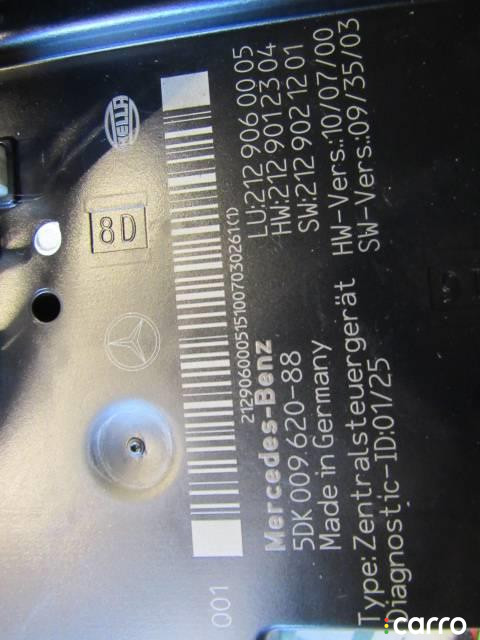 HELLA
8D
001
21290600051510070302 61(1)
Mercedes-Benz
LU:212 906 00 05
5DK 009.620-88
HW:212 901 23 04
Made in Germany
SW:212 902 12 01
Type: Zentralsteuergerät
HW-Vers.:10/07/00
Diagnostic-ID:01/25
SW-Vers.:09/35/03
carro